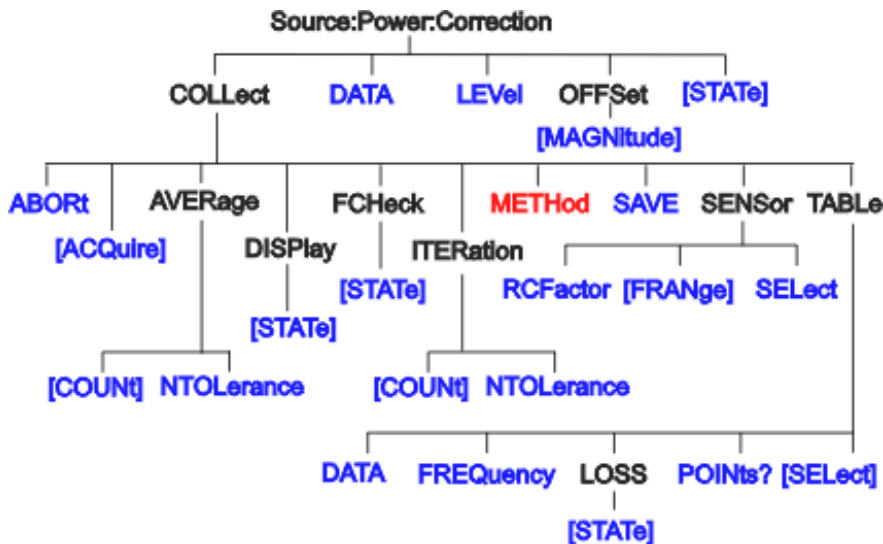 Source:Power:Correction
COLLect DATA LEVel OFFSet [STATe]
[MAGNitude]
ABORt AVERage FCHeck METHod SAVE SENSor TABLe
[ACQuire] DISPlay ITERation
[STATe] RCFactor [FRANge] SELect
[STATe]
[COUNt] NTOLerance [COUNt] NTOLerance
DATA FREQuency LOSS POINts? [SELect]
[STATe]